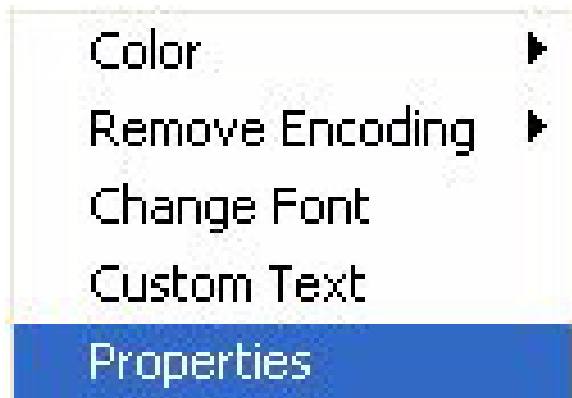 Color
Remove Encoding
Change Font
Custom Text
Properties